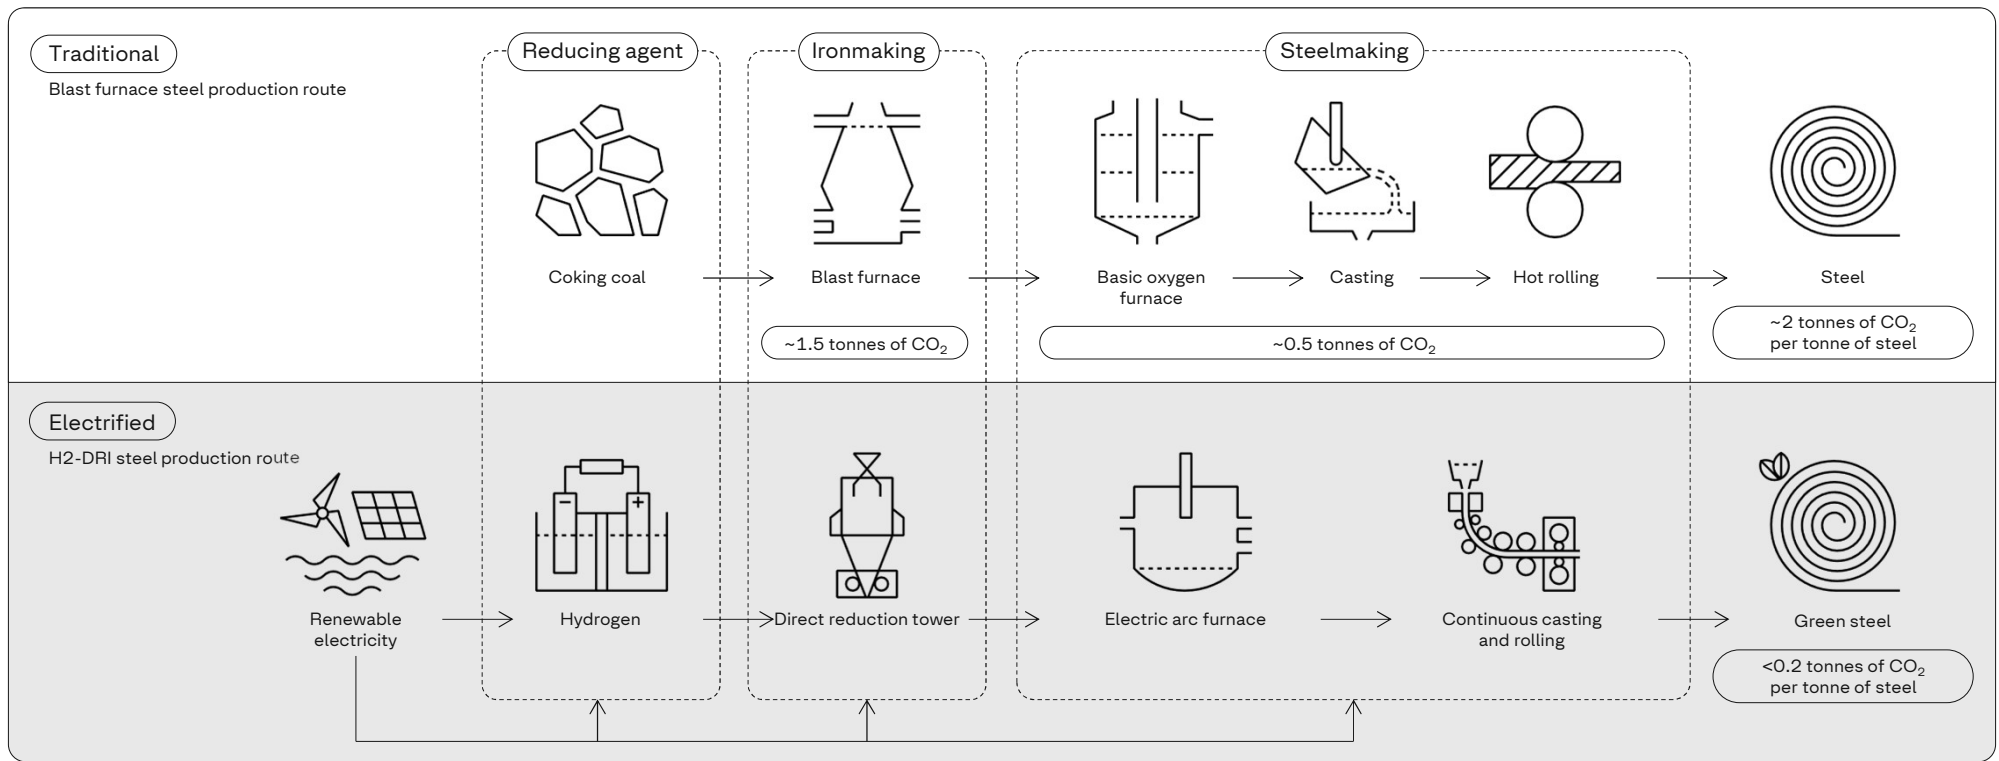 Traditional
Blast furnace steel production route
Reducing agent
Ironmaking
Steelmaking
Coking coal
Blast furnace
Basic oxygen
furnace
Casting
Hot rolling
Steel
~1.5 tonnes of CO₂
~0.5 tonnes of CO₂
~2 tonnes of CO₂
per tonne of steel
Electrified
H2-DRI steel production route
− +
Renewable
electricity
Hydrogen
Direct reduction tower
Electric arc furnace
Continuous casting
and rolling
Green steel
<0.2 tonnes of CO₂
per tonne of steel